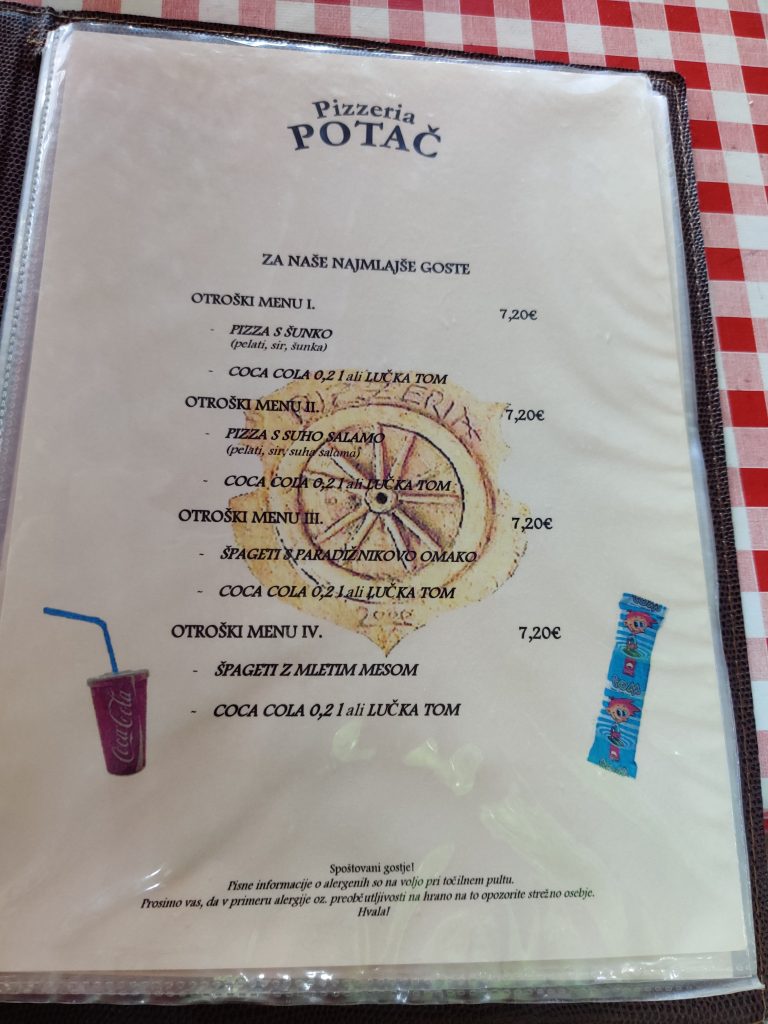 Pizzeria
POTAČ
ZA NAŠE NAJMLAJŠE GOSTE
OTROŠKI MENU I. 7,20€
- PIZZA S ŠUNKO
(pelati, sir, šunka)
- COCA COLA 0,2 l ali LUČKA TOM
OTROŠKI MENU II. 7,20€
- PIZZA S SUHO SALAMO
(pelati, sir, suha salama)
- COCA COLA 0,2 l ali LUČKA TOM
OTROŠKI MENU III. 7,20€
- ŠPAGETI S PARADIŽNIKOVO OMAKO
- COCA COLA 0,2 l ali LUČKA TOM
OTROŠKI MENU IV. 7,20€
- ŠPAGETI Z MLETIM MESOM
- COCA COLA 0,2 l ali LUČKA TOM
PIZZERIA
2000
Coca Cola
TOM
Spoštovani gostje!
Pisne informacije o alergenih so na voljo pri točilnem pultu.
Prosimo vas, da v primeru alergije oz. preobčutljivosti na hrano na to opozorite strežno osebje.
Hvala!